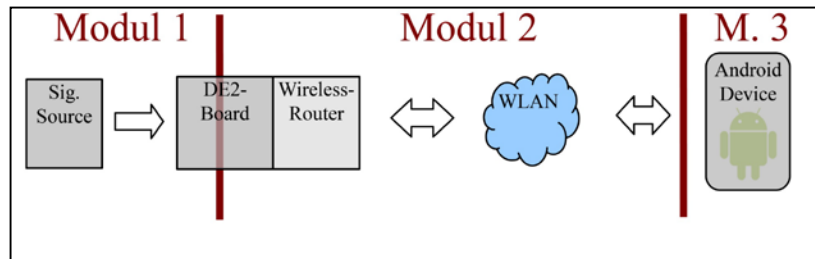 Modul 1
Modul 2
M. 3
Sig.
Source
DE2-
Board
Wireless-
Router
WLAN
Android
Device